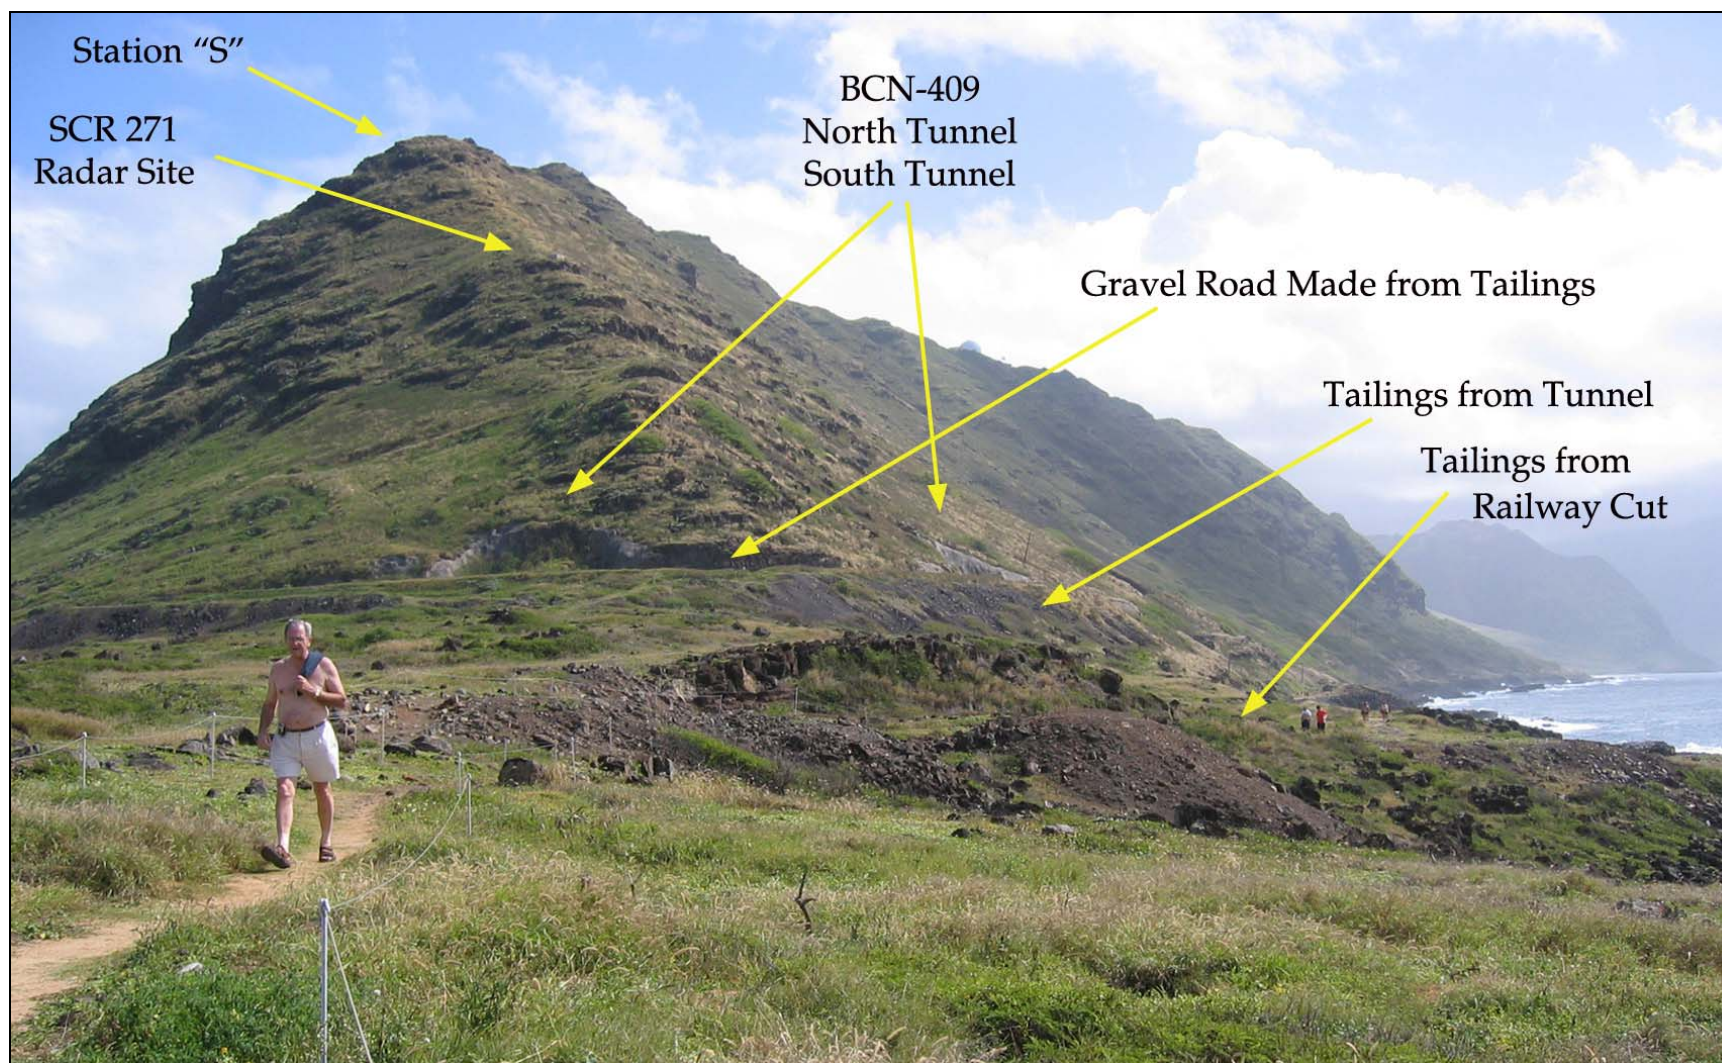 Station “S”
SCR 271
Radar Site
BCN-409
North Tunnel
South Tunnel
Gravel Road Made from Tailings
Tailings from Tunnel
Tailings from
Railway Cut